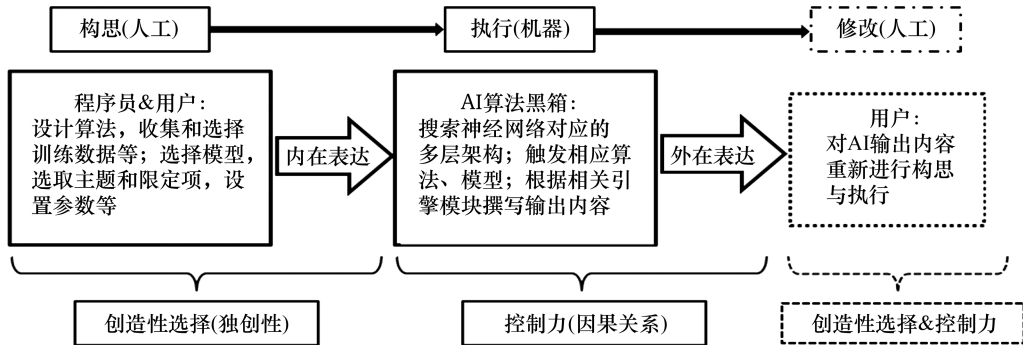 构思(人工)
执行(机器)
修改(人工)
程序员&用户:
设计算法，收集和选择
训练数据等；选择模型，
选取主题和限定项，设
置参数等
内在表达
AI算法黑箱:
搜索神经网络对应的
多层架构；触发相应算
法、模型；根据相关引
擎模块撰写输出内容
外在表达
用户:
对AI输出内容
重新进行构思
与执行
创造性选择(独创性)
控制力(因果关系)
创造性选择&控制力